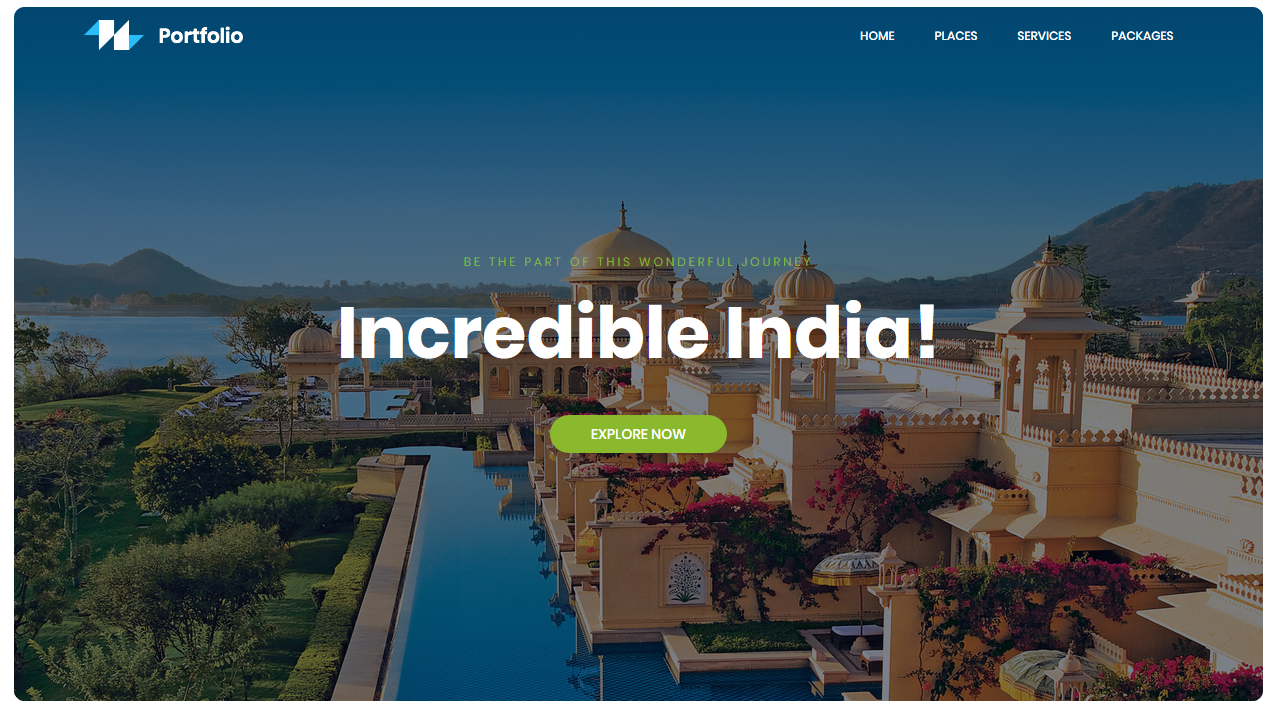 Portfolio
HOME PLACES SERVICES PACKAGES
BE THE PART OF THIS WONDERFUL JOURNEY
Incredible India!
EXPLORE NOW